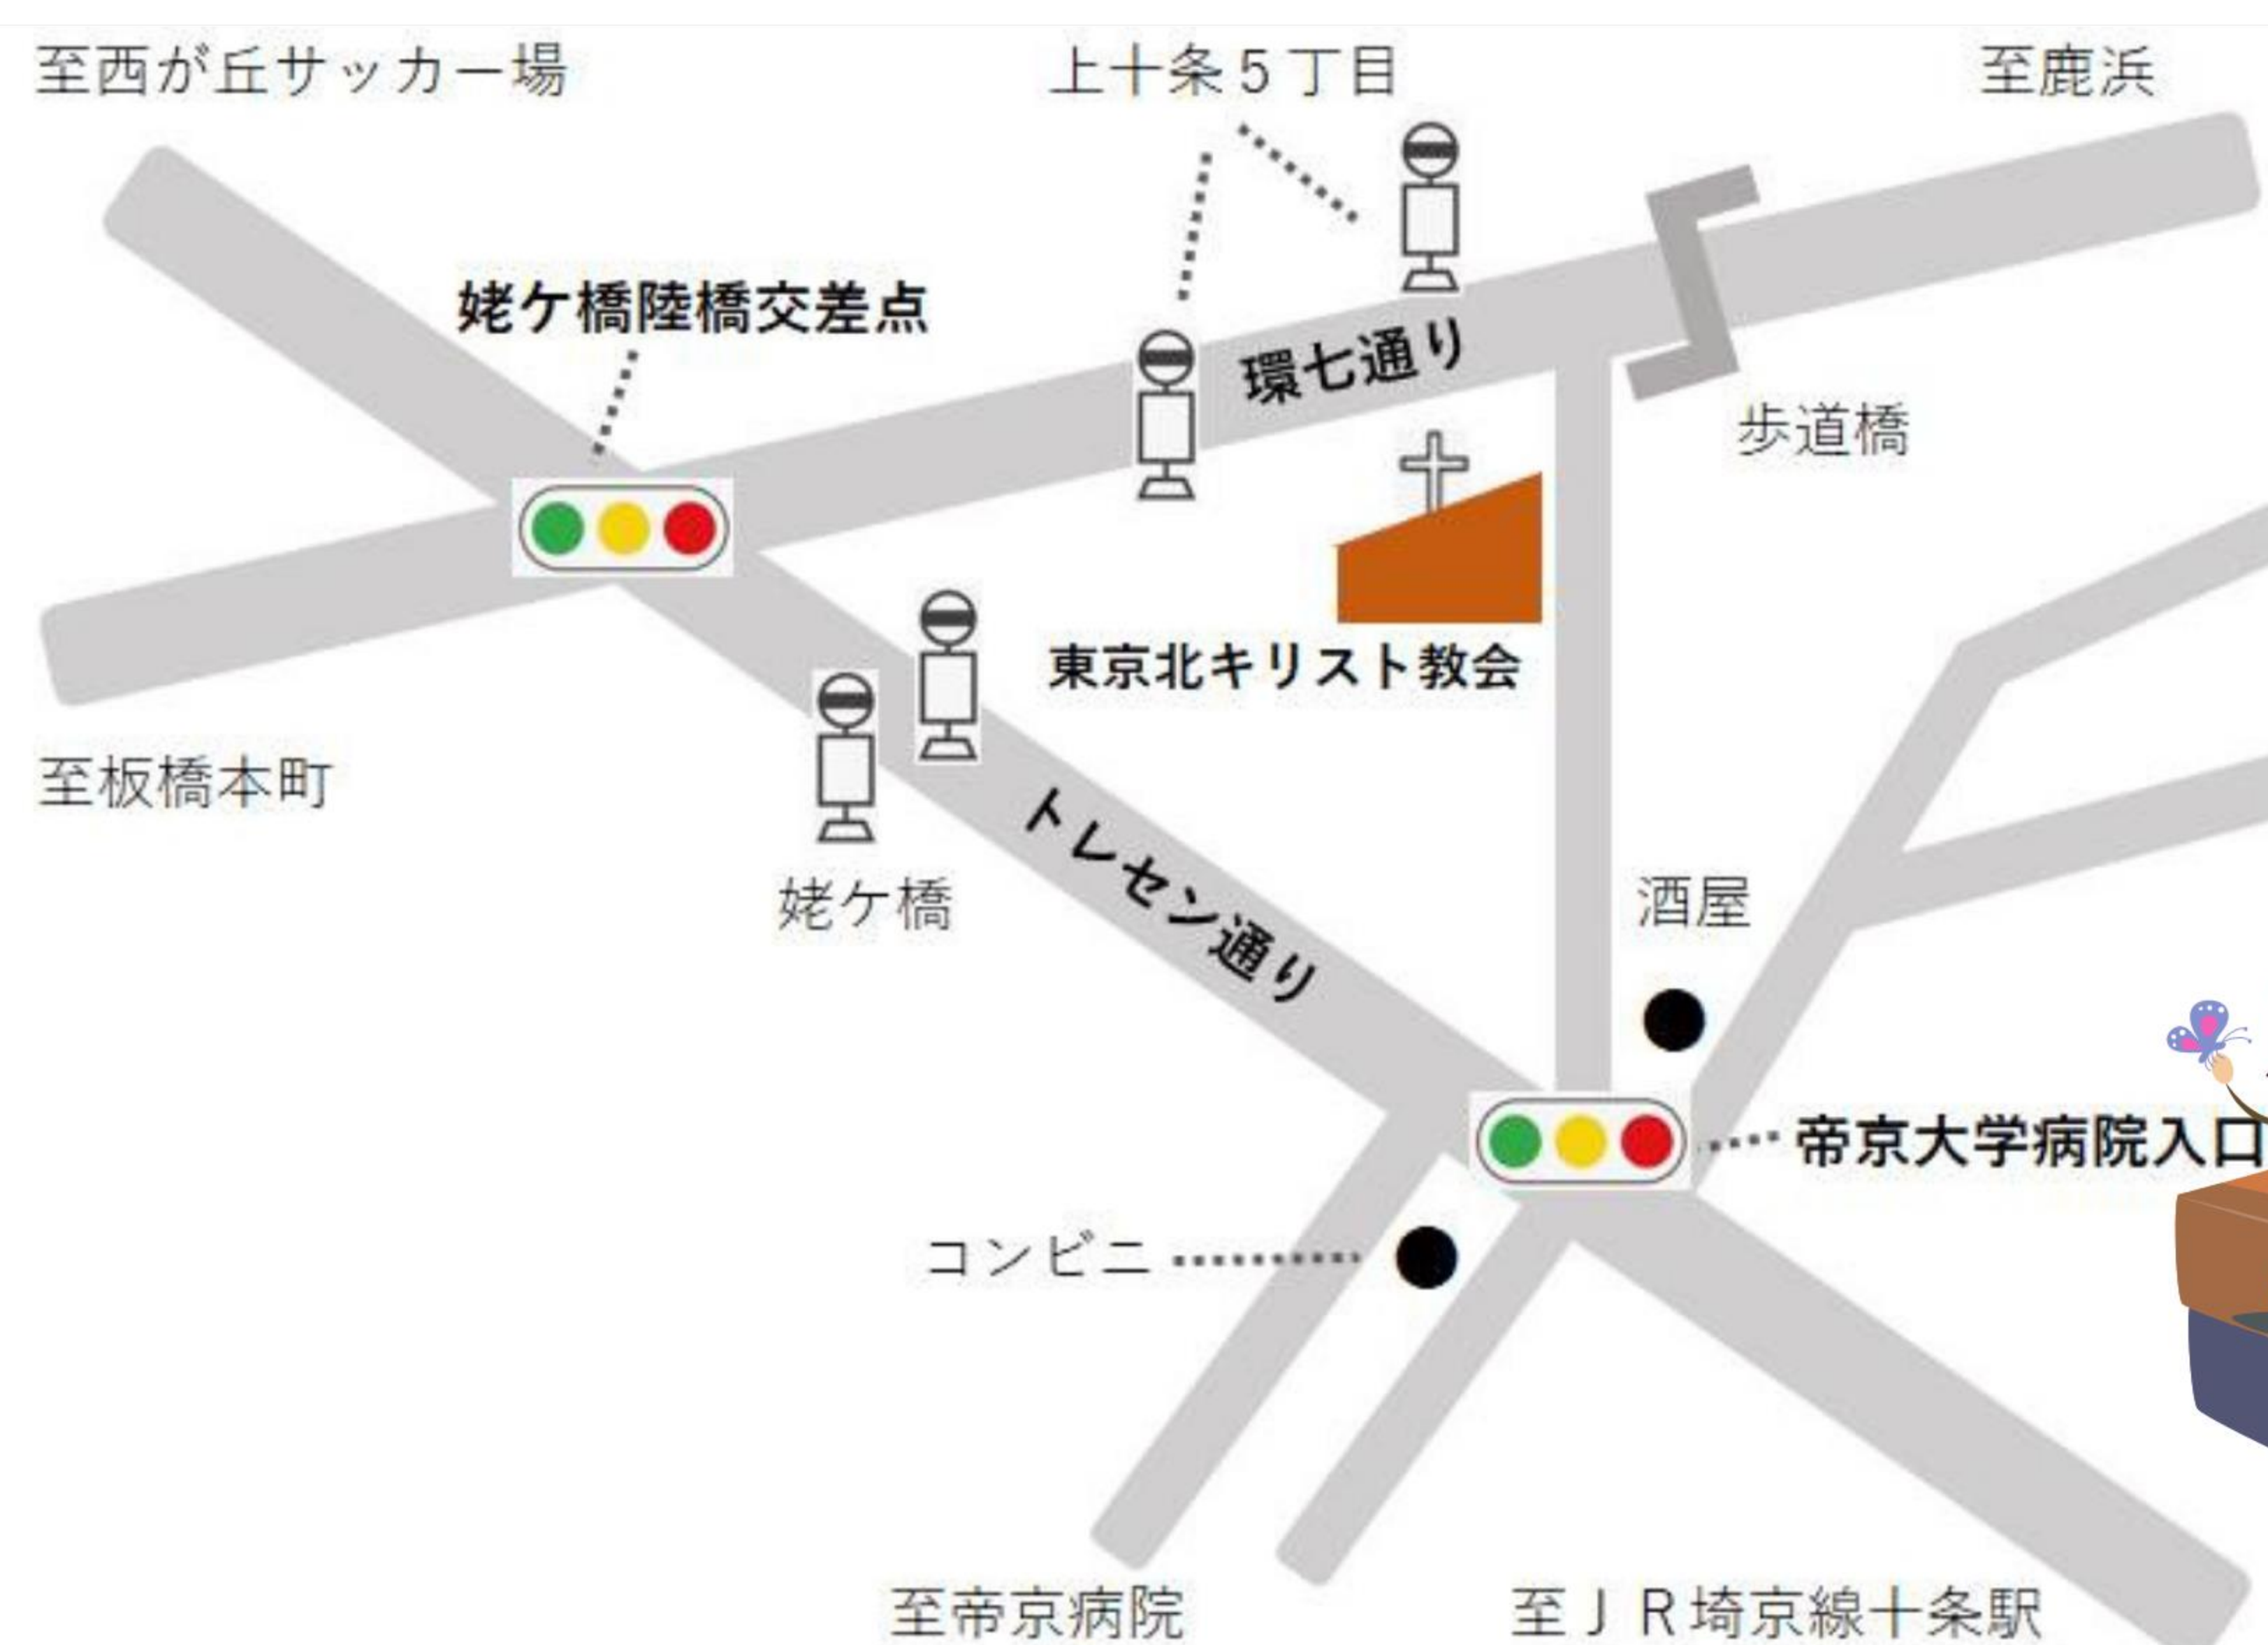 至西が丘サッカー場
上十条５丁目
至鹿浜
姥ケ橋陸橋交差点
環七通り
歩道橋
東京北キリスト教会
至板橋本町
姥ケ橋
トレセン通り
酒屋
帝京大学病院入口
コンビニ
至帝京病院
至ＪＲ埼京線十条駅